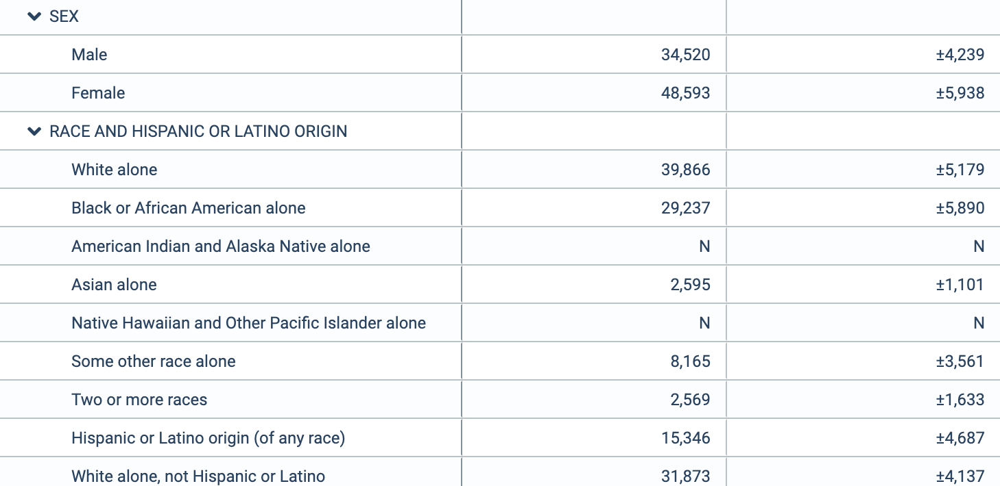 SEX
Male 34,520 ±4,239
Female 48,593 ±5,938
RACE AND HISPANIC OR LATINO ORIGIN
White alone 39,866 ±5,179
Black or African American alone 29,237 ±5,890
American Indian and Alaska Native alone N N
Asian alone 2,595 ±1,101
Native Hawaiian and Other Pacific Islander alone N N
Some other race alone 8,165 ±3,561
Two or more races 2,569 ±1,633
Hispanic or Latino origin (of any race) 15,346 ±4,687
White alone, not Hispanic or Latino 31,873 ±4,137